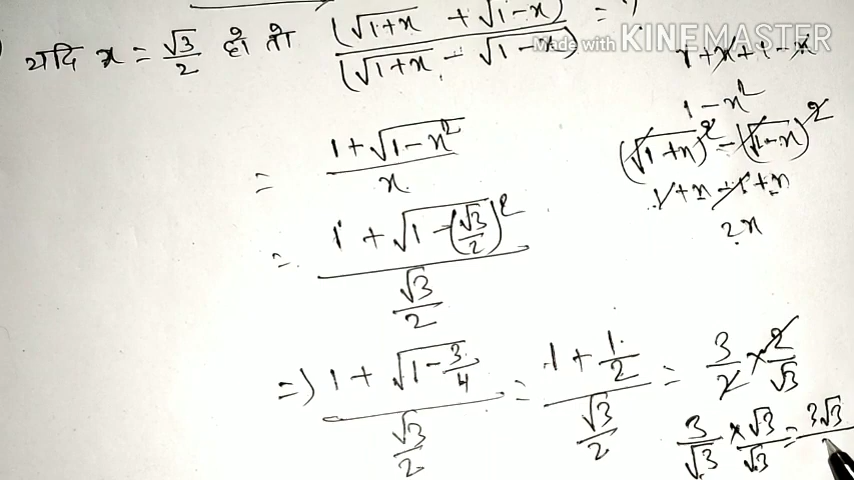 यदि x = √3/2 हो तो (√1+x + √1-x)/(√1+x - √1-x) = ?
Made with KINEMASTER
1+x+1-x
1-x²
(√1+x)² - (√1-x)²
1+x-1+x
2x
= (1+√1-x²)/x
= (1+√1-(√3/2)²)/(√3/2)
=) (1+√1-3/4)/(√3/2) = (1+1/2)/(√3/2) = 3/2 × 2/√3
3/√3 × √3/√3 = 3√3